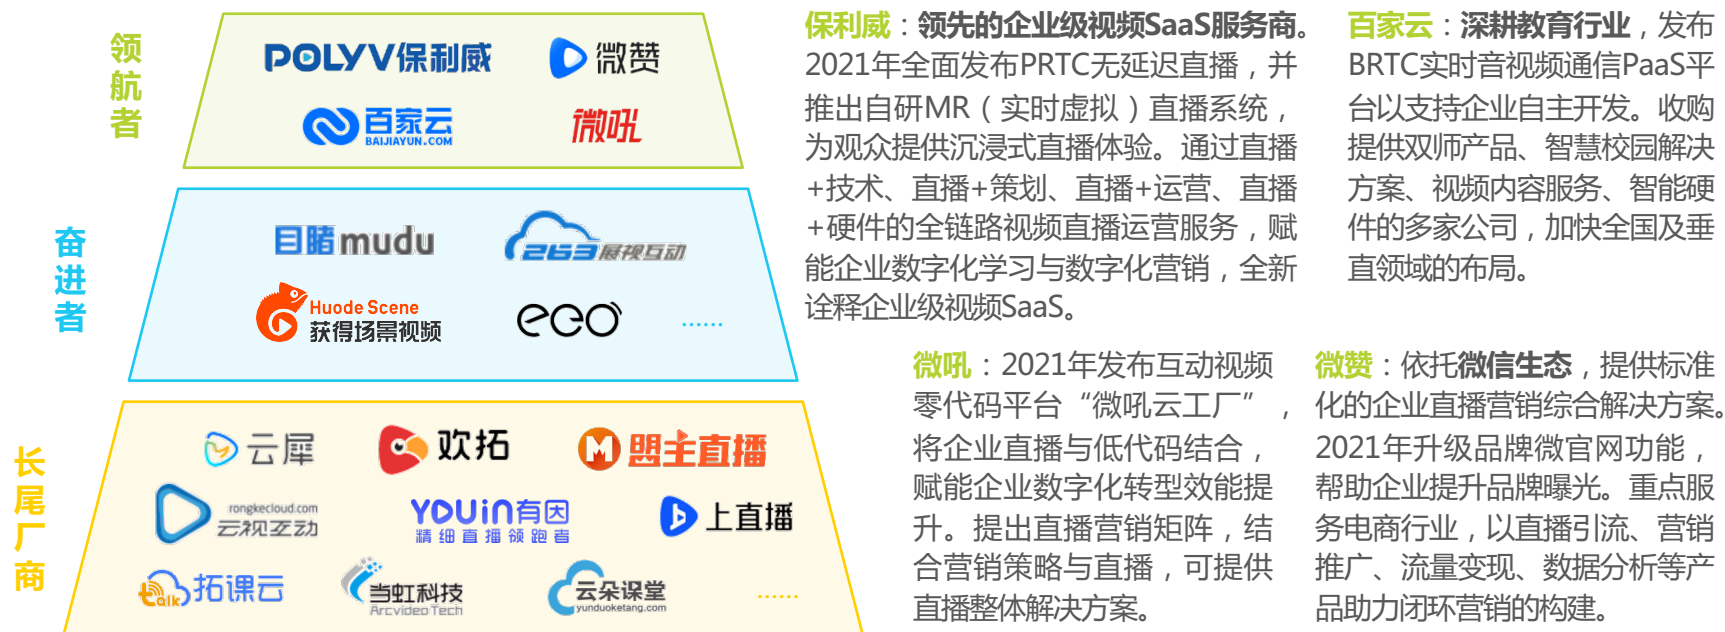 领航者
POLYV保利威
微赞
百家云
BAIJIAYUN.COM
微吼
奋进者
目睹mudu
263展视互动
Huode Scene
获得场景视频
eeo
……
长尾厂商
云犀
欢拓
盟主直播
rongkecloud.com
云视互动
YOUiN有因
精细直播领跑者
上直播
talk拓课云
当虹科技
Arcvideo Tech
云朵课堂
yunduoketang.com
……
保利威：领先的企业级视频SaaS服务商。
2021年全面发布PRTC无延迟直播，并
推出自研MR（实时虚拟）直播系统，
为观众提供沉浸式直播体验。通过直播
+技术、直播+策划、直播+运营、直播
+硬件的全链路视频直播运营服务，赋
能企业数字化学习与数字化营销，全新
诠释企业级视频SaaS。
百家云：深耕教育行业，发布
BRTC实时音视频通信PaaS平
台以支持企业自主开发。收购
提供双师产品、智慧校园解决
方案、视频内容服务、智能硬
件的多家公司，加快全国及垂
直领域的布局。
微吼：2021年发布互动视频
零代码平台“微吼云工厂”，
将企业直播与低代码结合，
赋能企业数字化转型效能提
升。提出直播营销矩阵，结
合营销策略与直播，可提供
直播整体解决方案。
微赞：依托微信生态，提供标准
化的企业直播营销综合解决方案。
2021年升级品牌微官网功能，
帮助企业提升品牌曝光。重点服
务电商行业，以直播引流、营销
推广、流量变现、数据分析等产
品助力闭环营销的构建。